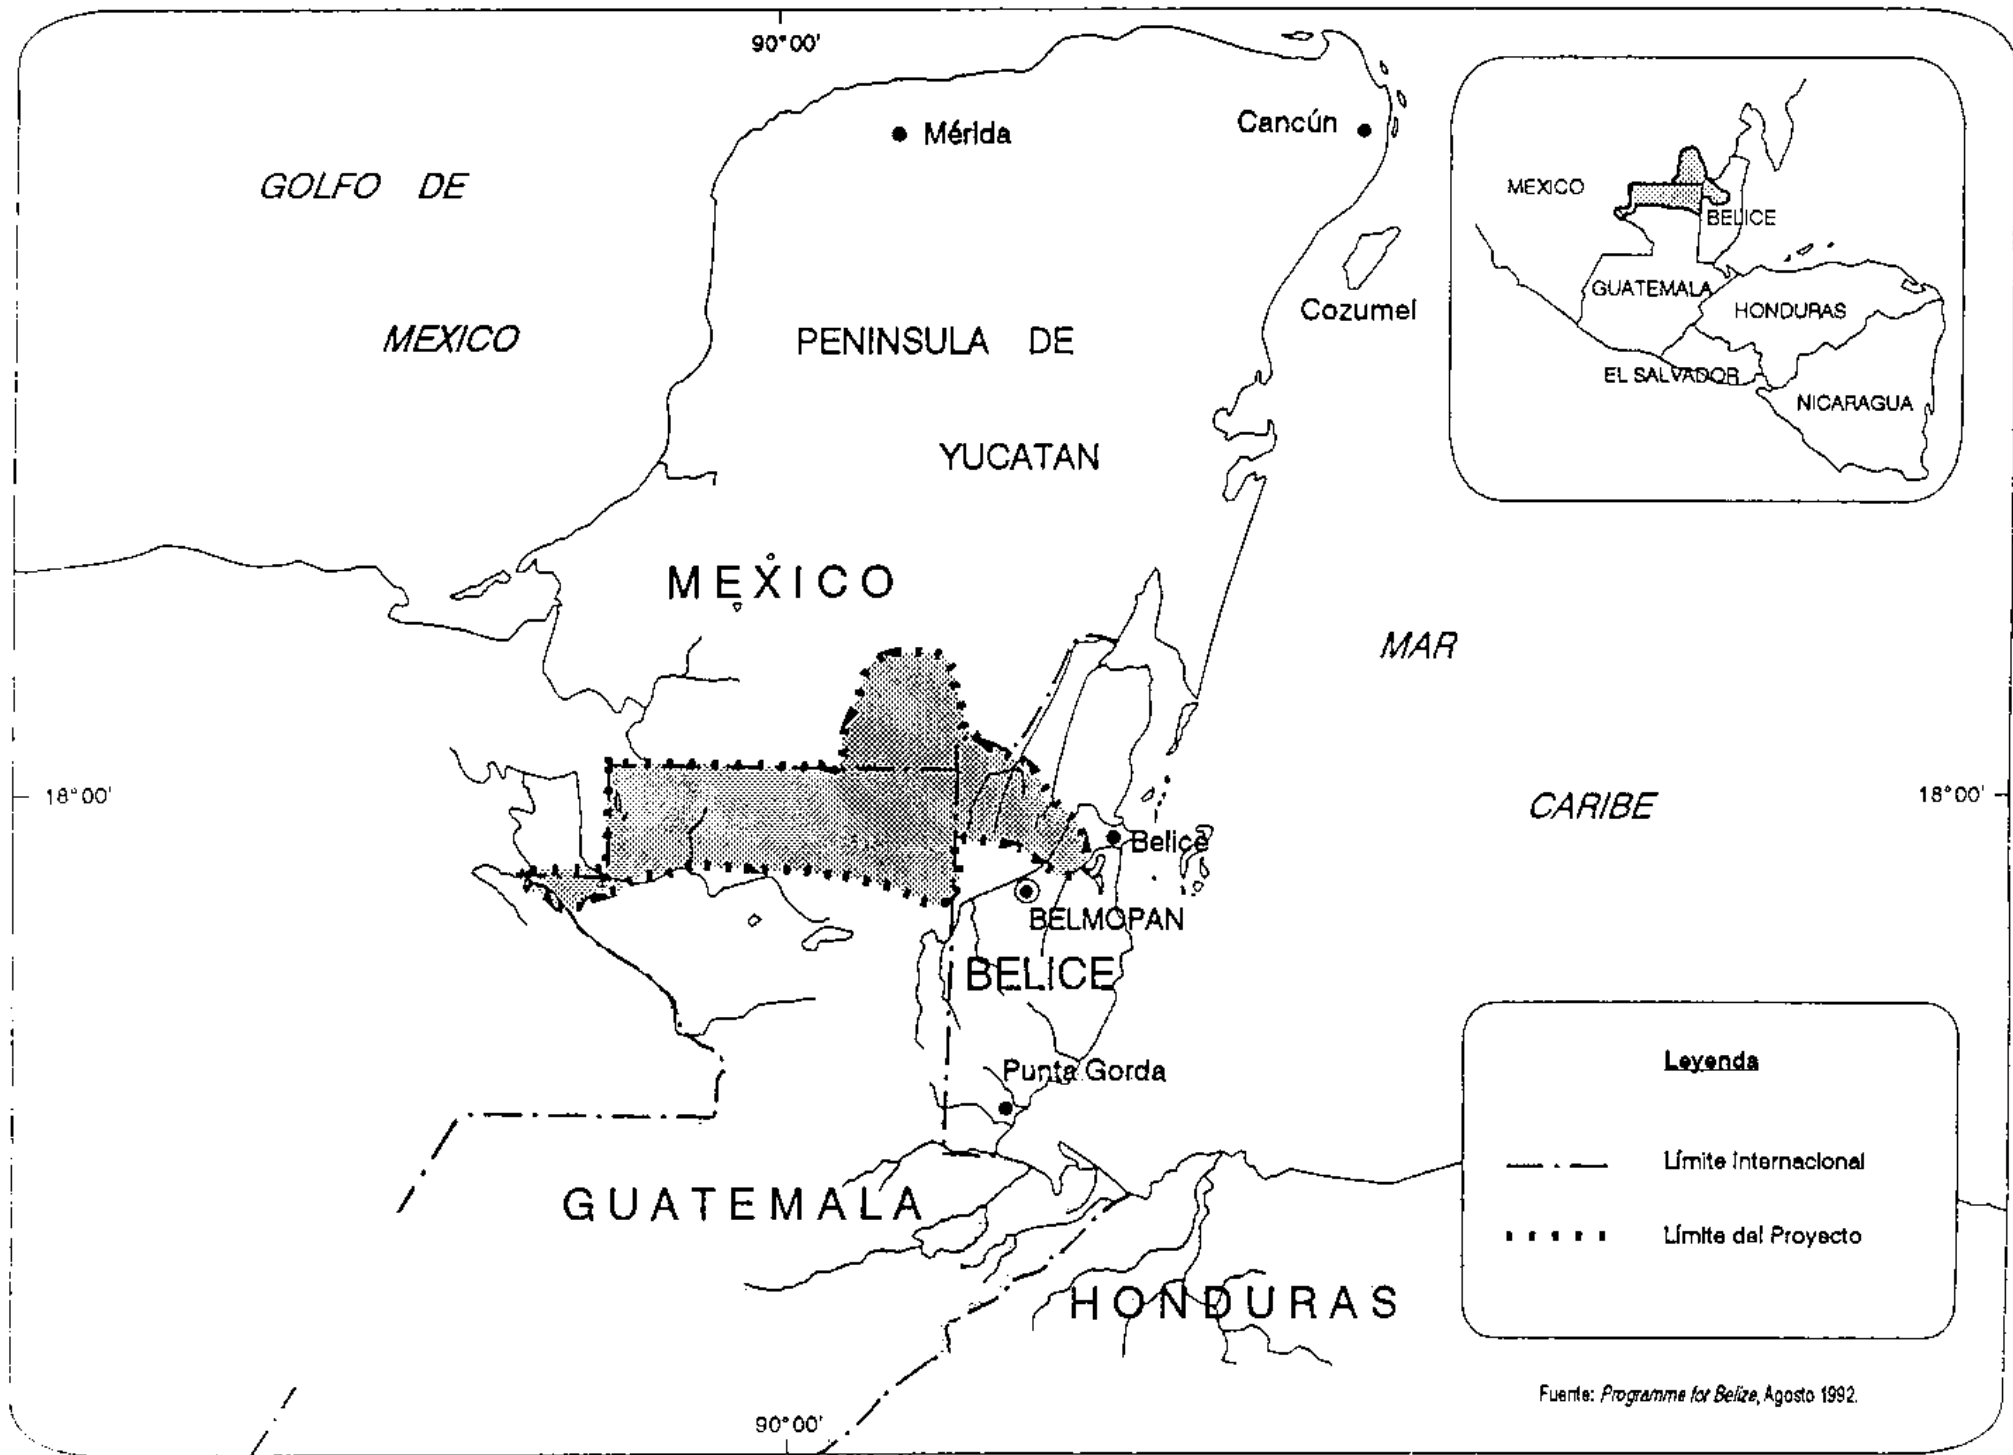 90°00'
Mérida
Cancún
GOLFO DE
MEXICO
PENINSULA DE
YUCATAN
Cozumel
MEXICO
BELICE
GUATEMALA
HONDURAS
EL SALVADOR
NICARAGUA
MEXICO
MAR
CARIBE
18°00'
18°00'
Belice
BELMOPAN
BELICE
Punta Gorda
GUATEMALA
HONDURAS
90°00'
Leyenda
Límite Internacional
Límite del Proyecto
Fuente: Programme for Belize, Agosto 1992.